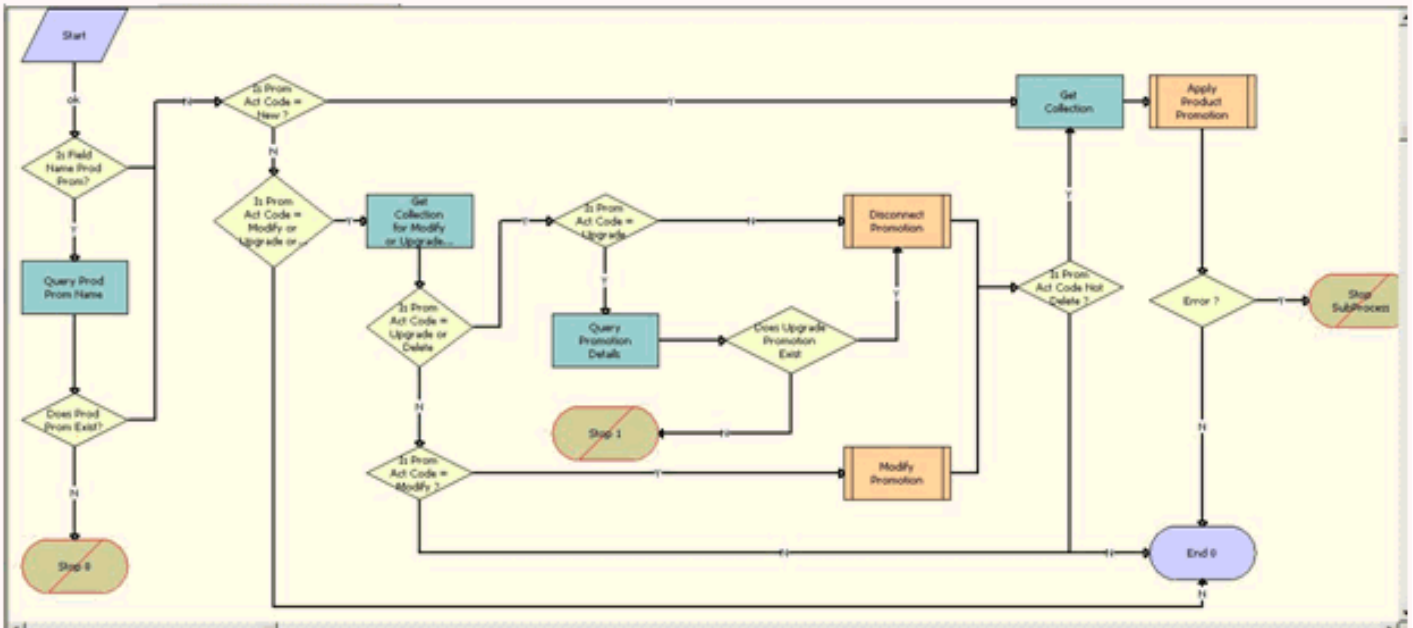 Start
ok
Is Field
Name Prod
Prom?
Y
Query Prod
Prom Name
Does Prod
Prom Exist?
N
Stop 0
N
Is Prom
Act Code =
New ?
Y
N
Is Prom
Act Code =
Modify or
Upgrade or...
Y
Get
Collection
for Modify
or Upgrade...
Is Prom
Act Code =
Upgrade or
Delete
Y
N
Is Prom
Act Code =
Modify ?
Y
N
Is Prom
Act Code =
Upgrade
N
Y
Query
Promotion
Details
Does Upgrade
Promotion
Exist
Y
N
Stop 1
Disconnect
Promotion
Modify
Promotion
Is Prom
Act Code Not
Delete ?
Y
N
Get
Collection
Apply
Product
Promotion
Error ?
Y
Stop
SubProcess
N
End 0
N